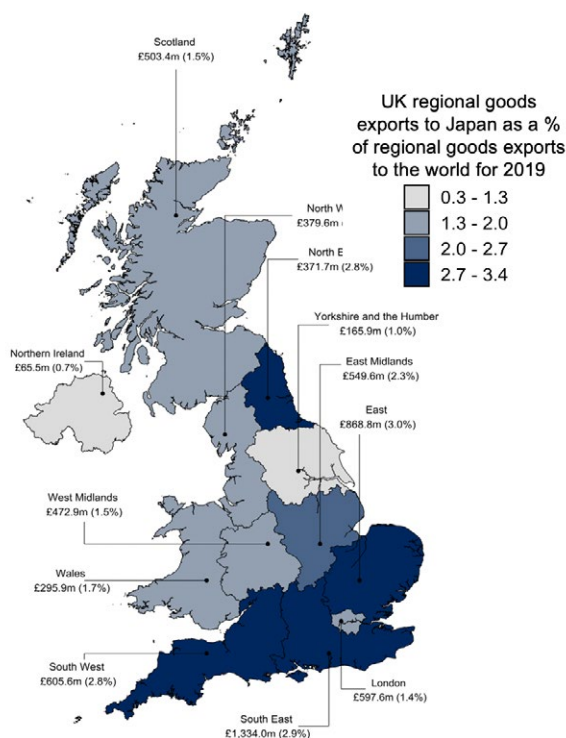 Scotland
£503.4m (1.5%)
UK regional goods
exports to Japan as a %
of regional goods exports
to the world for 2019
0.3 - 1.3
1.3 - 2.0
2.0 - 2.7
2.7 - 3.4
North
£379.6m
North
£371.7m (2.8%)
Yorkshire and the Humber
£165.9m (1.0%)
Northern Ireland
£65.5m (0.7%)
East Midlands
£549.6m (2.3%)
East
£868.8m (3.0%)
West Midlands
£472.9m (1.5%)
Wales
£295.9m (1.7%)
South West
£605.6m (2.8%)
London
£597.6m (1.4%)
South East
£1,334.0m (2.9%)